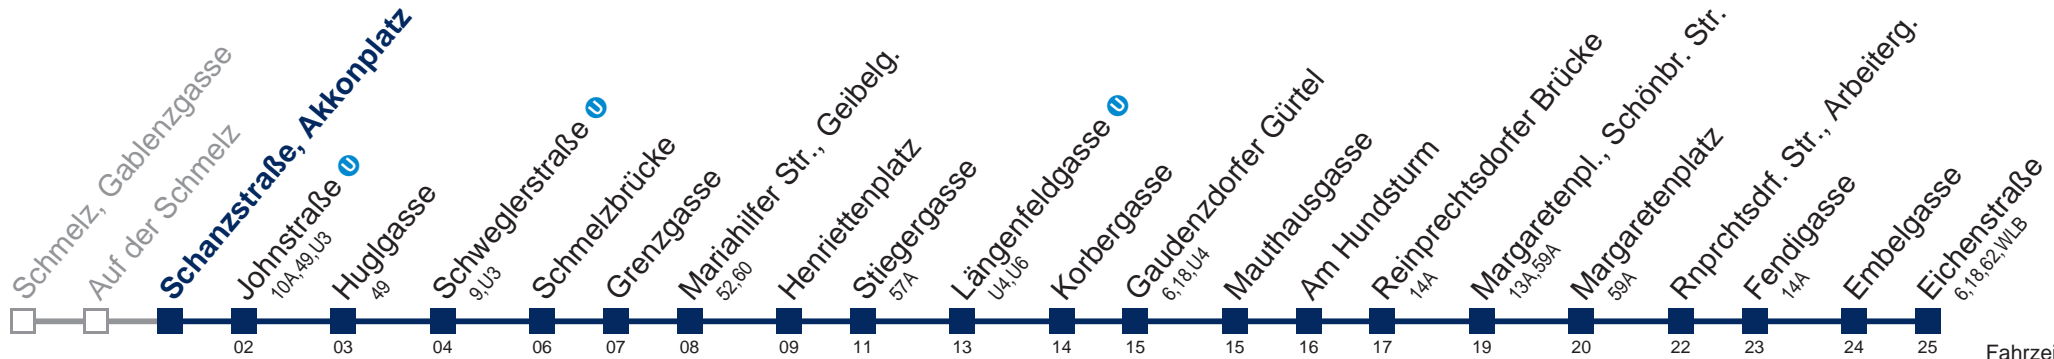 Schmelz, Gablenzgasse
Auf der Schmelz
Schanzstraße, Akkonplatz
Johnstraße U
10A,49,U3
Huglgasse
49
Schweglerstraße U
9,U3
Schmelzbrücke
Grenzgasse
Mariahilfer Str., Geibelg.
52,60
Henriettenplatz
Stiegergasse
57A
Längenfeldgasse U
U4,U6
Korbergasse
Gaudenzdorfer Gürtel
6,18,U4
Mauthausgasse
Am Hundsturm
Reinprechtsdorfer Brücke
14A
Margaretenpl., Schönbr. Str.
13A,59A
Margaretenplatz
59A
Rnprchtsdrf. Str., Arbeiterg.
Fendigasse
14A
Embelgasse
Eichenstraße
6,18,62,WLB
02 03 04 06 07 08 09 11 13 14 15 15 16 17 19 20 22 23 24 25